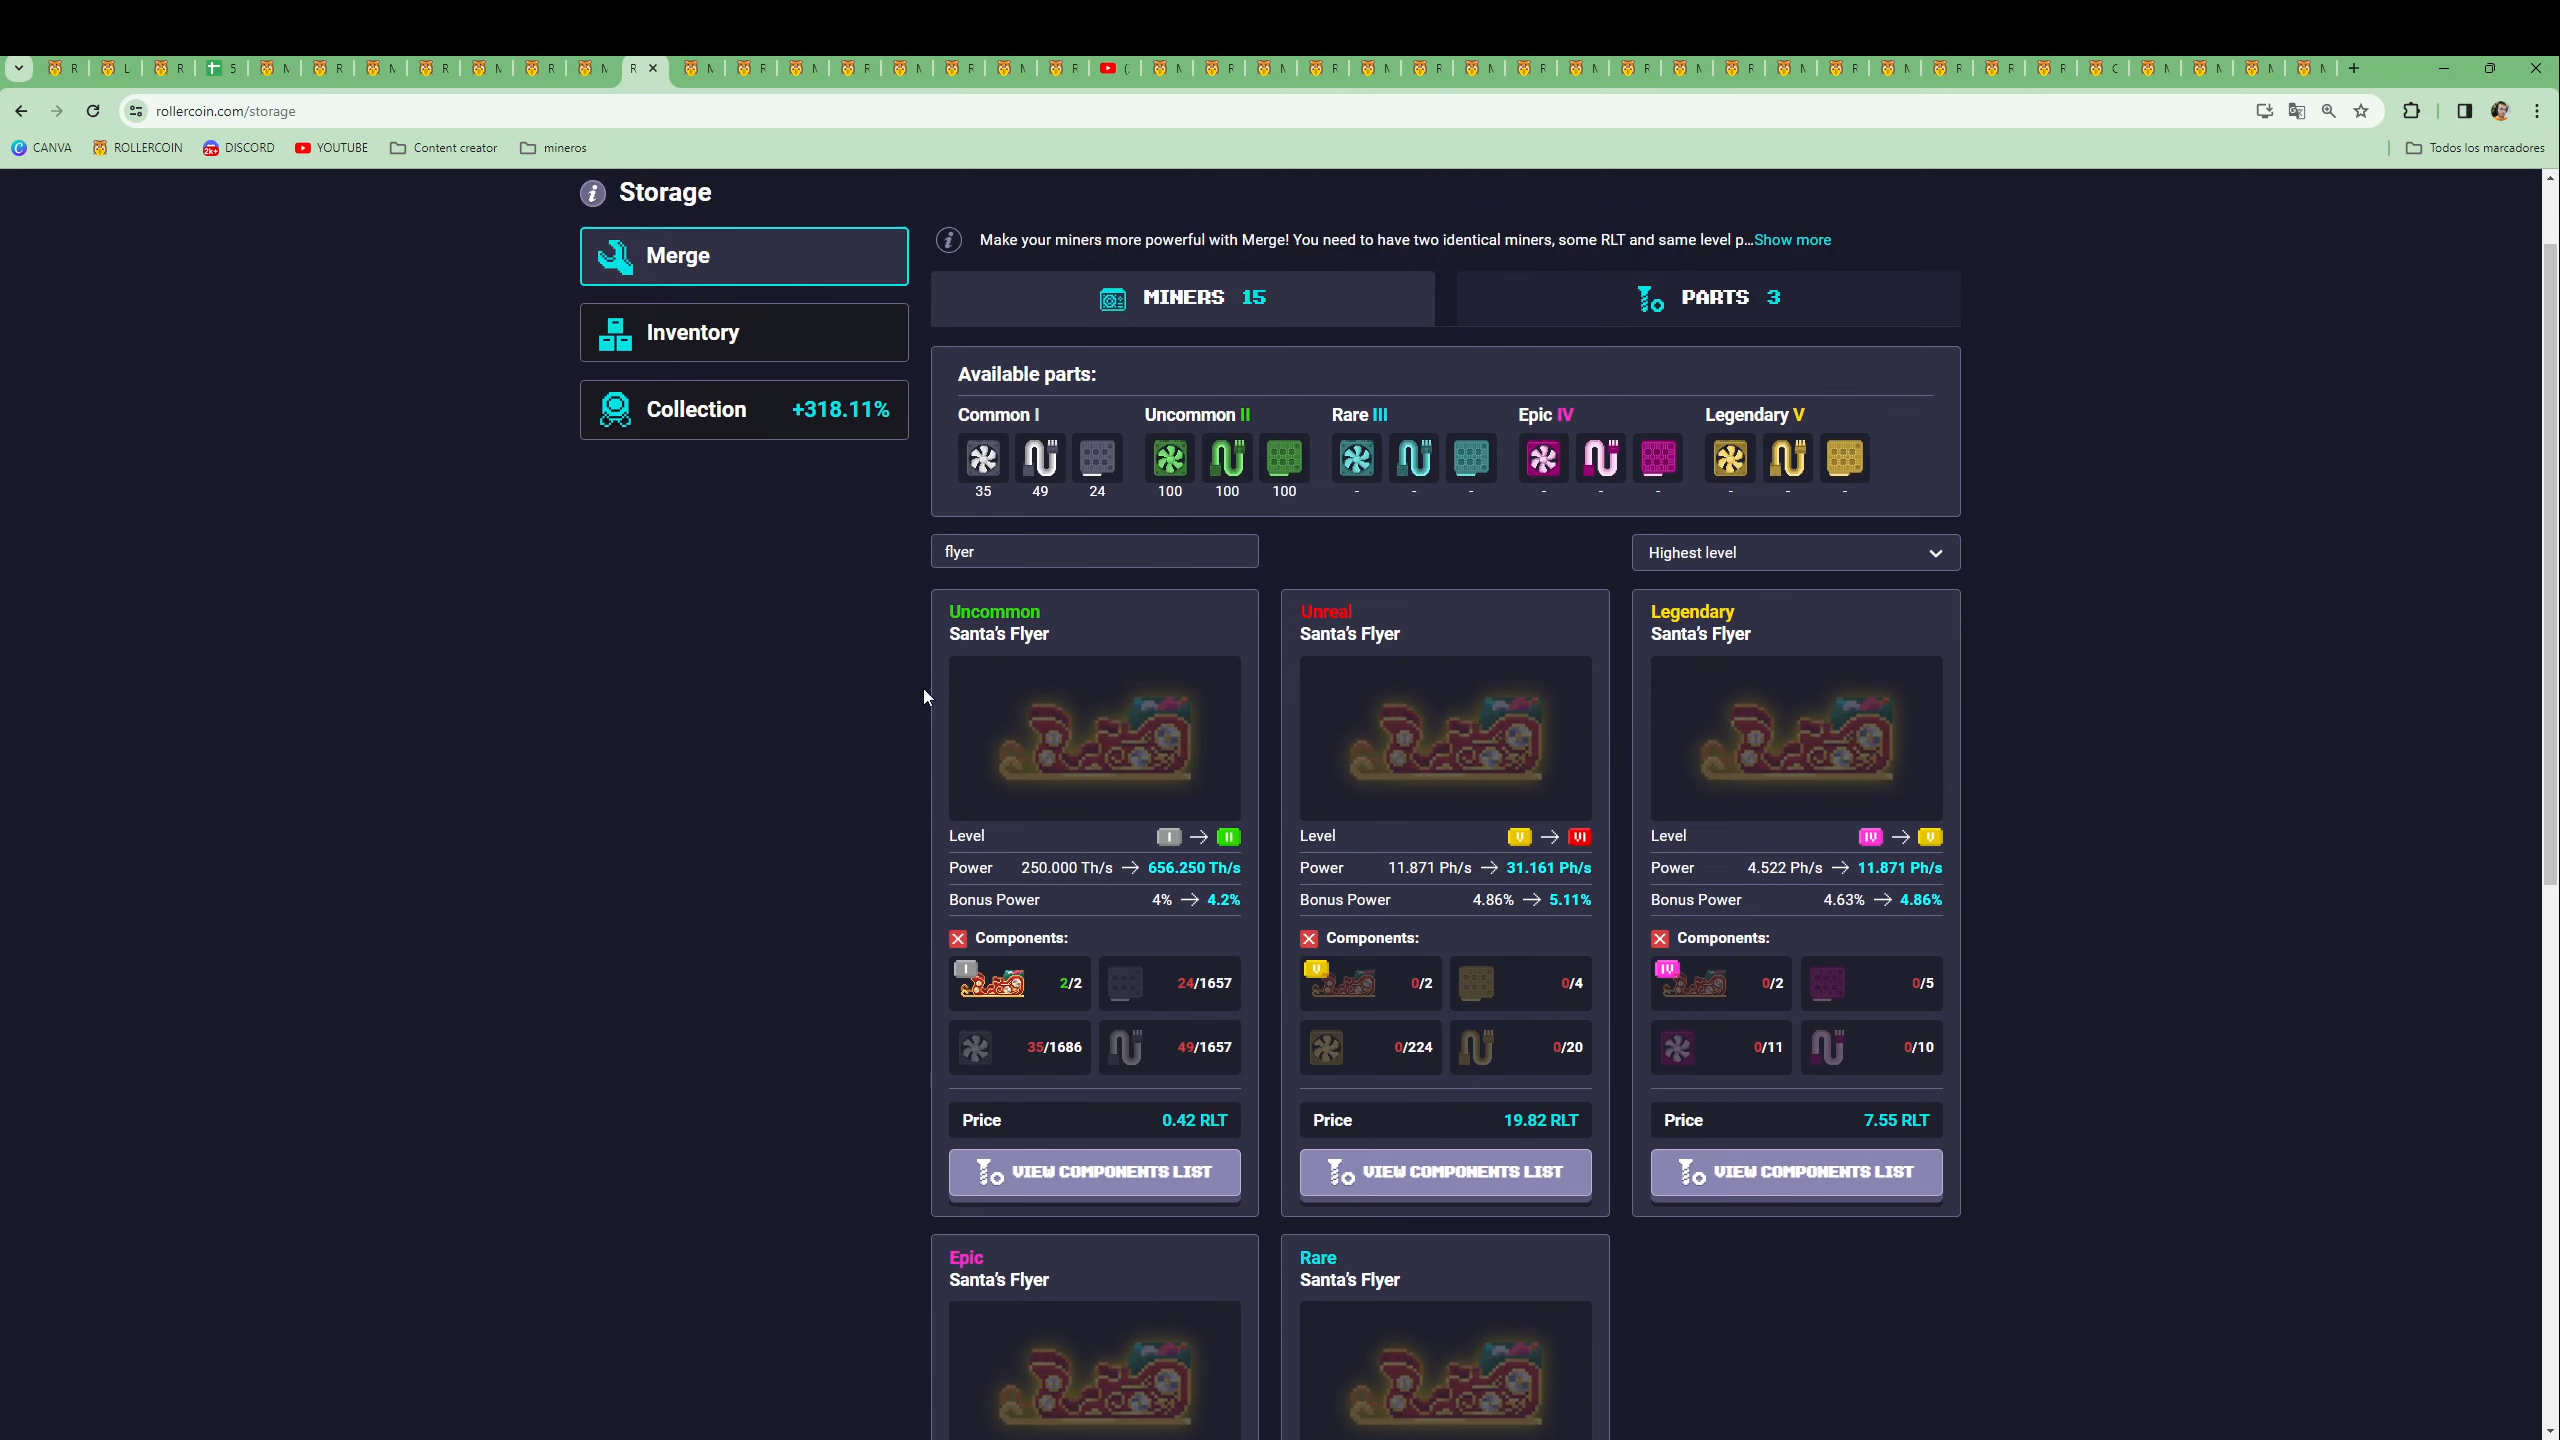 R L R 5
R
rollercoin.com/storage
CANVA ROLLERCOIN DISCORD YOUTUBE Content creator mineros Todos los marcadores
Storage
Merge
Inventory
Collection +318.11%
Make your miners more powerful with Merge! You need to have two identical miners, some RLT and same level p...Show more
MINERS 15 PARTS 3
Available parts:
Common I Uncommon II Rare III Epic IV Legendary V
35 49 24 100 100 100 - - - - - - - - -
flyer Highest level
Uncommon
Santa's Flyer
Level I → II
Power 250.000 Th/s → 656.250 Th/s
Bonus Power 4% → 4.2%
Components:
I 2/2 24/1657
35/1686 49/1657
Price 0.42 RLT
VIEW COMPONENTS LIST
Unreal
Santa's Flyer
Level V → VI
Power 11.871 Ph/s → 31.161 Ph/s
Bonus Power 4.86% → 5.11%
Components:
V 0/2 0/4
0/224 0/20
Price 19.82 RLT
VIEW COMPONENTS LIST
Legendary
Santa's Flyer
Level IV → V
Power 4.522 Ph/s → 11.871 Ph/s
Bonus Power 4.63% → 4.86%
Components:
IV 0/2 0/5
0/11 0/10
Price 7.55 RLT
VIEW COMPONENTS LIST
Epic
Santa's Flyer
Rare
Santa's Flyer